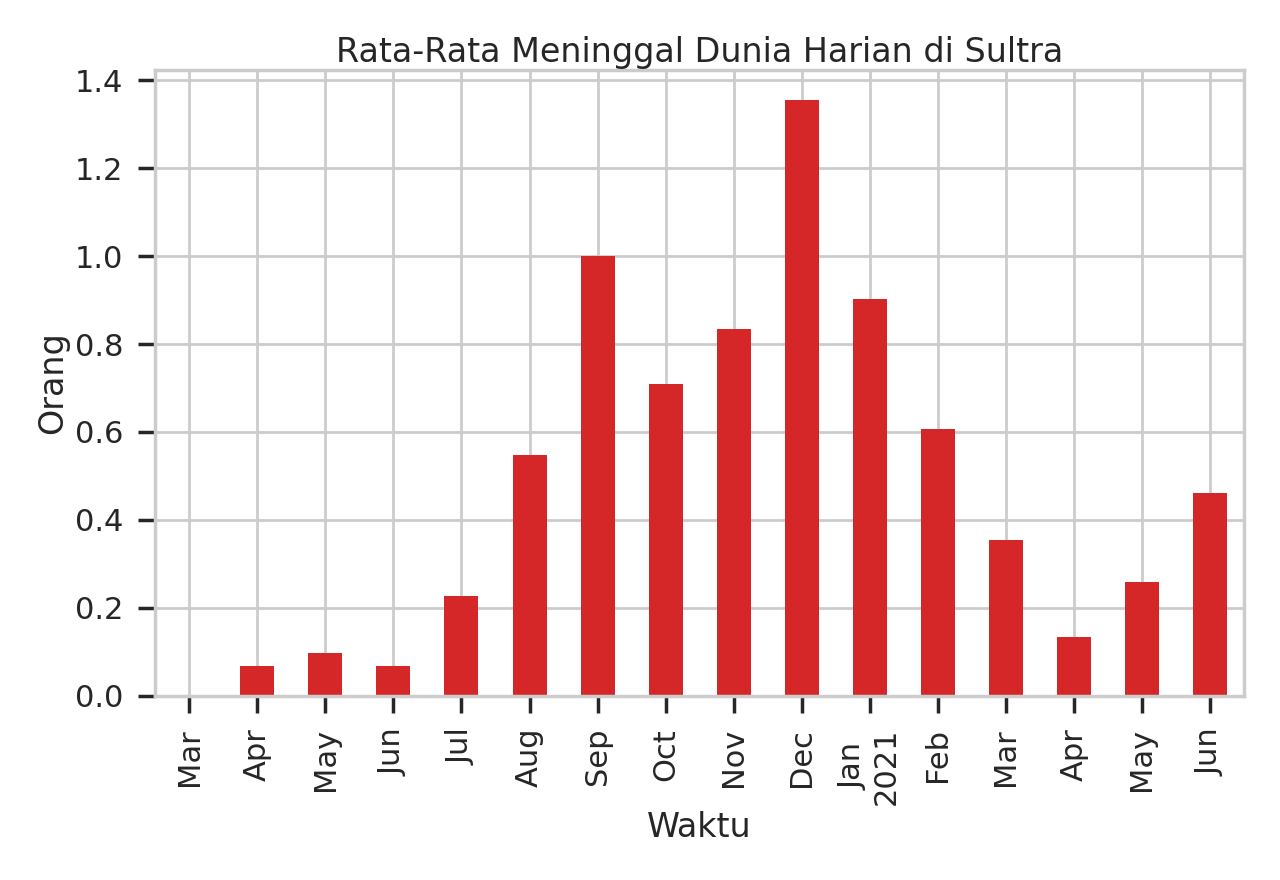 Rata-Rata Meninggal Dunia Harian di Sultra
Orang
1.4
1.2
1.0
0.8
0.6
0.4
0.2
0.0
Mar
Apr
May
Jun
Jul
Aug
Sep
Oct
Nov
Dec
Jan
2021
Feb
Mar
Apr
May
Jun
Waktu